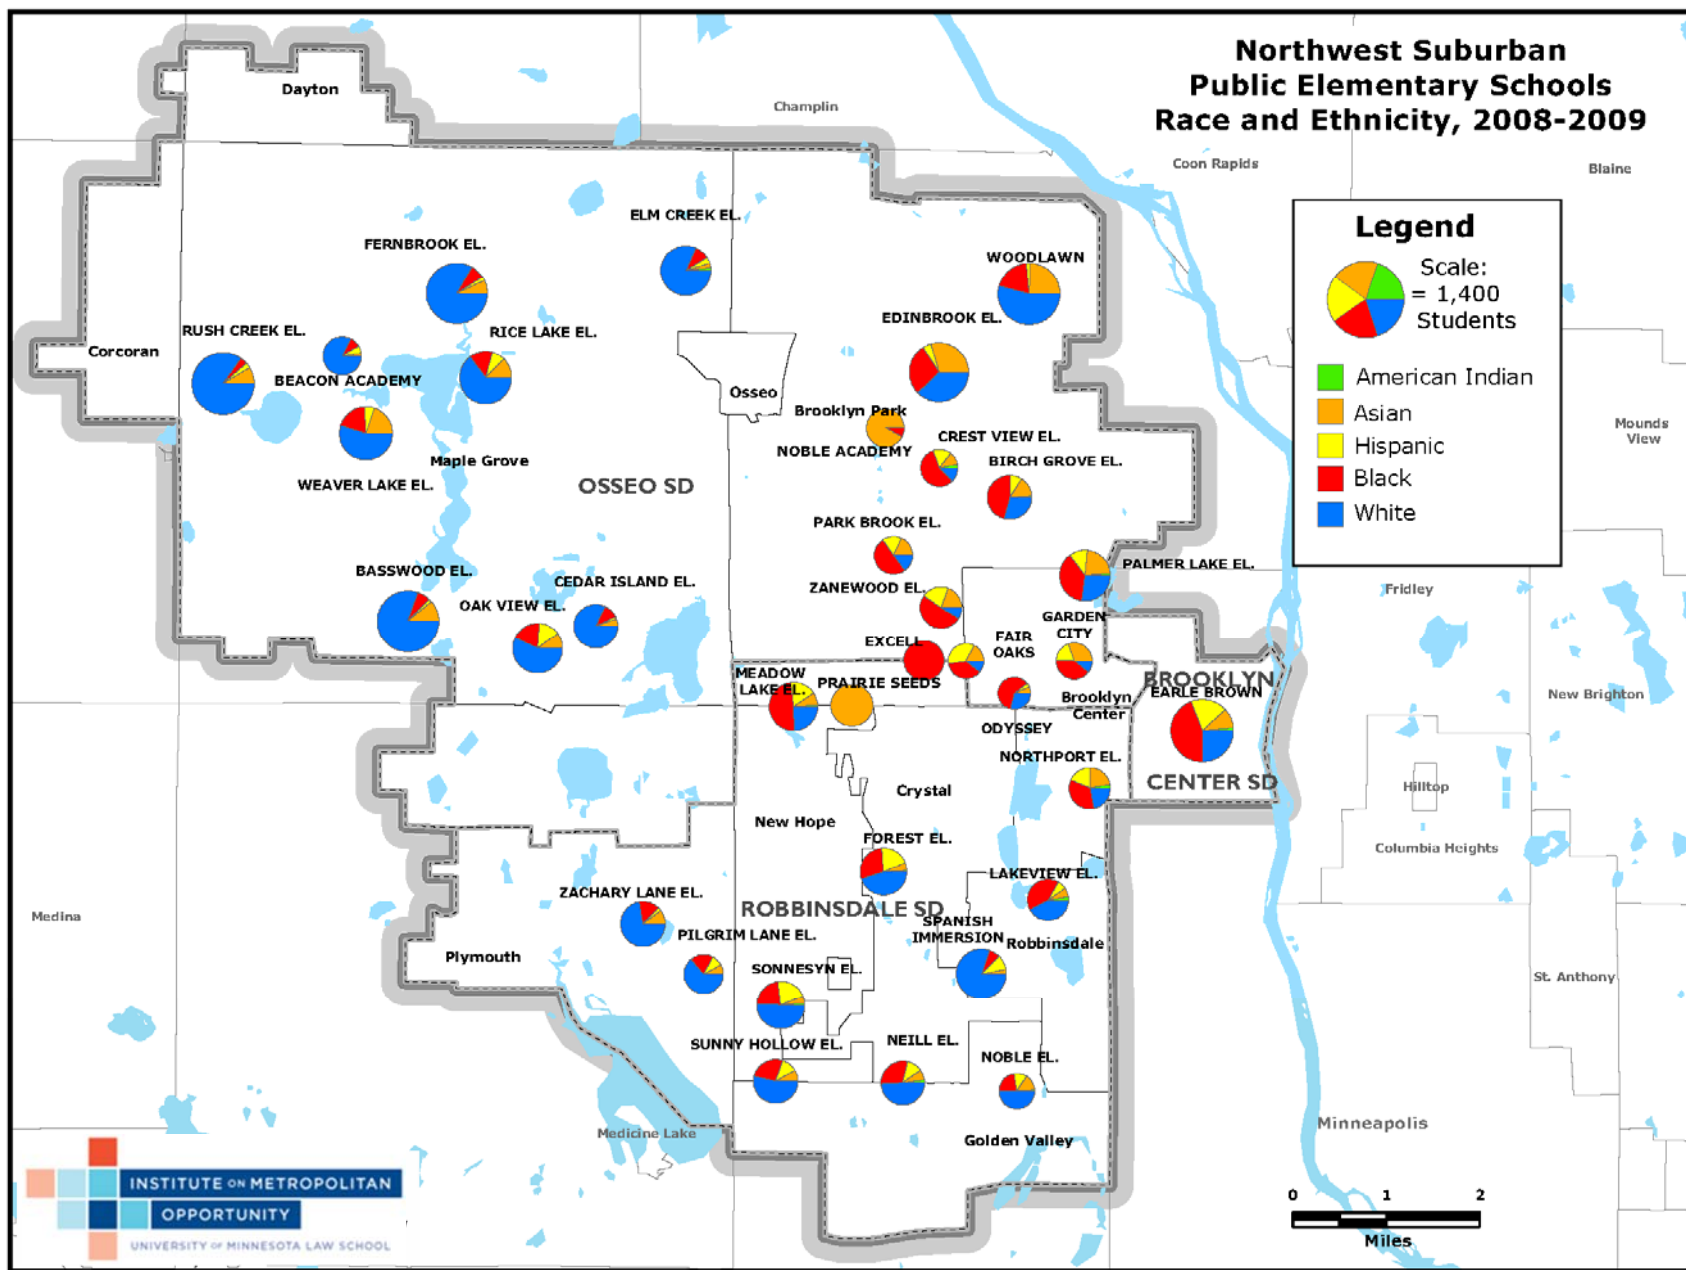 Northwest Suburban
Public Elementary Schools
Race and Ethnicity, 2008-2009
Dayton
Champlin
Coon Rapids
Blaine
ELM CREEK EL.
FERNBROOK EL.
WOODLAWN
Legend
Scale:
= 1,400
Students
American Indian
Asian
Hispanic
Black
White
RUSH CREEK EL.
RICE LAKE EL.
EDINBROOK EL.
Corcoran
BEACON ACADEMY
Osseo
Brooklyn Park
NOBLE ACADEMY
CREST VIEW EL.
BIRCH GROVE EL.
Mounds
View
Maple Grove
WEAVER LAKE EL.
OSSEO SD
PARK BROOK EL.
BASSWOOD EL.
CEDAR ISLAND EL.
OAK VIEW EL.
ZANEWOOD EL.
PALMER LAKE EL.
Fridley
GARDEN
CITY
FAIR
OAKS
EXCELL
MEADOW
LAKE EL.
PRAIRIE SEEDS
BROOKLYN
EARLE BROWN
Brooklyn
Center
New Brighton
ODYSSEY
NORTHPORT EL.
CENTER SD
Crystal
Hilltop
New Hope
FOREST EL.
Columbia Heights
LAKEVIEW EL.
ZACHARY LANE EL.
ROBBINSDALE SD
SPANISH
IMMERSION
Robbinsdale
Medina
PILGRIM LANE EL.
Plymouth
SONNESYN EL.
St. Anthony
SUNNY HOLLOW EL.
NEILL EL.
NOBLE EL.
Medicine Lake
Golden Valley
Minneapolis
INSTITUTE ON METROPOLITAN
OPPORTUNITY
UNIVERSITY OF MINNESOTA LAW SCHOOL
0 1 2
Miles